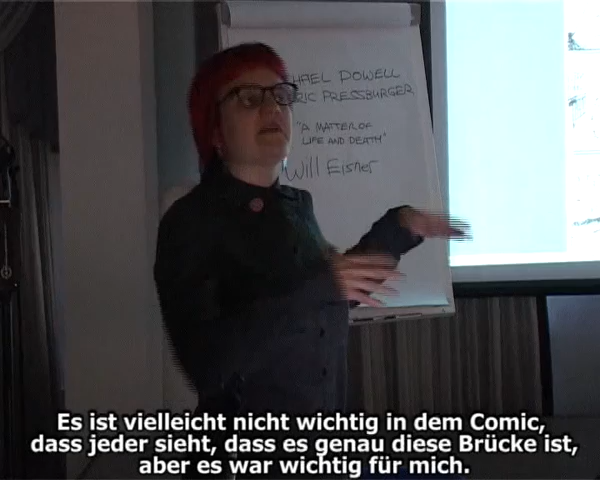 HAEL POWELL
RIC PRESSBURGER
"A MATTER OF
LIFE AND DEATH"
Will Eisner
Es ist vielleicht nicht wichtig in dem Comic,
dass jeder sieht, dass es genau diese Brücke ist,
aber es war wichtig für mich.